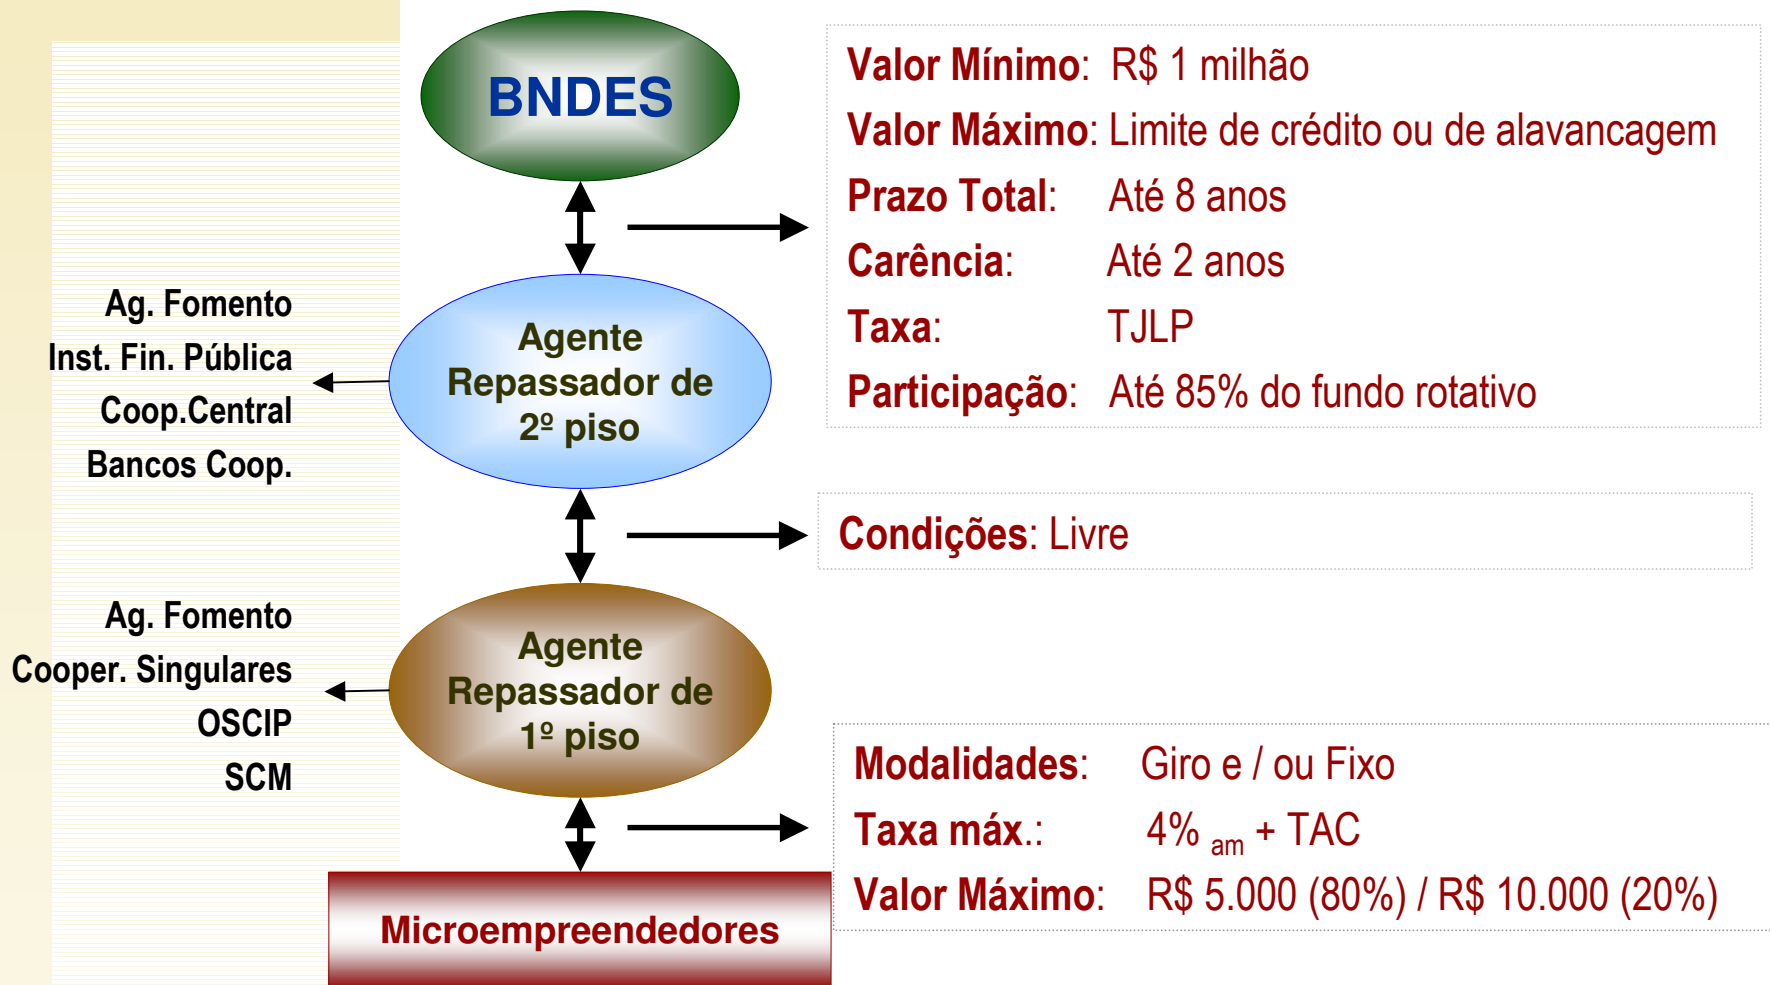 BNDES
Valor Mínimo: R$ 1 milhão
Valor Máximo: Limite de crédito ou de alavancagem
Prazo Total: Até 8 anos
Carência: Até 2 anos
Taxa: TJLP
Participação: Até 85% do fundo rotativo
Ag. Fomento
Inst. Fin. Pública
Coop.Central
Bancos Coop.
Agente
Repassador de
2º piso
Condições: Livre
Ag. Fomento
Cooper. Singulares
OSCIP
SCM
Agente
Repassador de
1º piso
Modalidades: Giro e / ou Fixo
Taxa máx.: 4% am + TAC
Valor Máximo: R$ 5.000 (80%) / R$ 10.000 (20%)
Microempreendedores